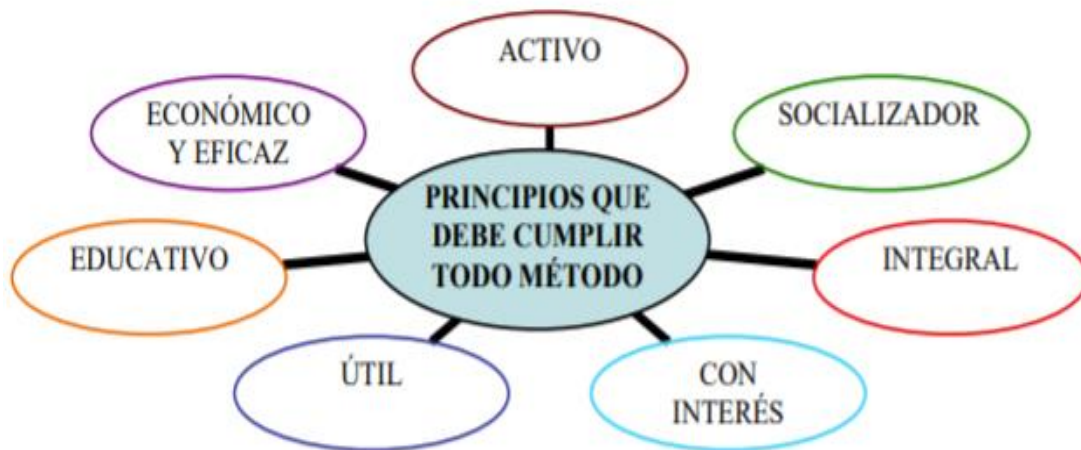 ACTIVO
ECONÓMICO
Y EFICAZ
SOCIALIZADOR
PRINCIPIOS QUE
DEBE CUMPLIR
TODO MÉTODO
EDUCATIVO
INTEGRAL
ÚTIL
CON
INTERÉS